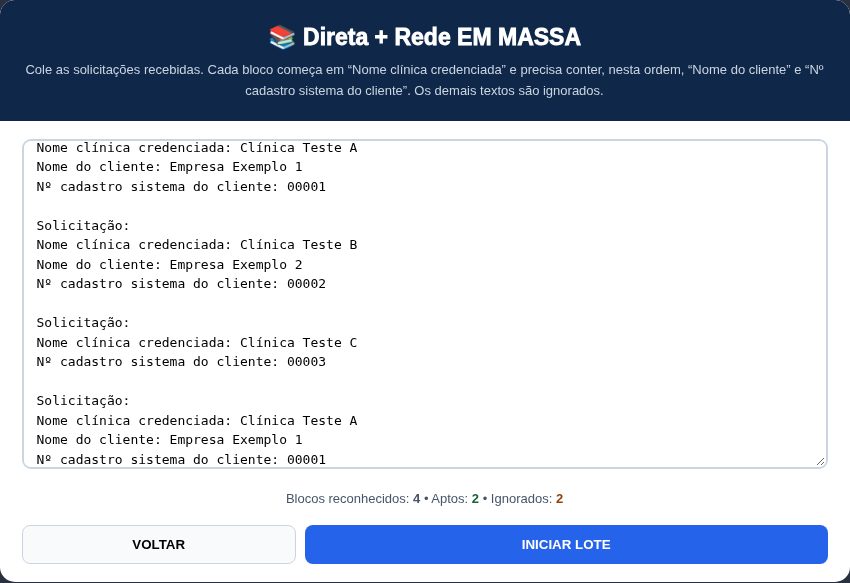 📚 Direta + Rede EM MASSA
Cole as solicitações recebidas. Cada bloco começa em “Nome clínica credenciada” e precisa conter, nesta ordem, “Nome do cliente” e “Nº
cadastro sistema do cliente”. Os demais textos são ignorados.
Nome clínica credenciada: Clínica Teste A
Nome do cliente: Empresa Exemplo 1
Nº cadastro sistema do cliente: 00001
Solicitação:
Nome clínica credenciada: Clínica Teste B
Nome do cliente: Empresa Exemplo 2
Nº cadastro sistema do cliente: 00002
Solicitação:
Nome clínica credenciada: Clínica Teste C
Nº cadastro sistema do cliente: 00003
Solicitação:
Nome clínica credenciada: Clínica Teste A
Nome do cliente: Empresa Exemplo 1
Nº cadastro sistema do cliente: 00001
Blocos reconhecidos: 4 • Aptos: 2 • Ignorados: 2
VOLTAR
INICIAR LOTE